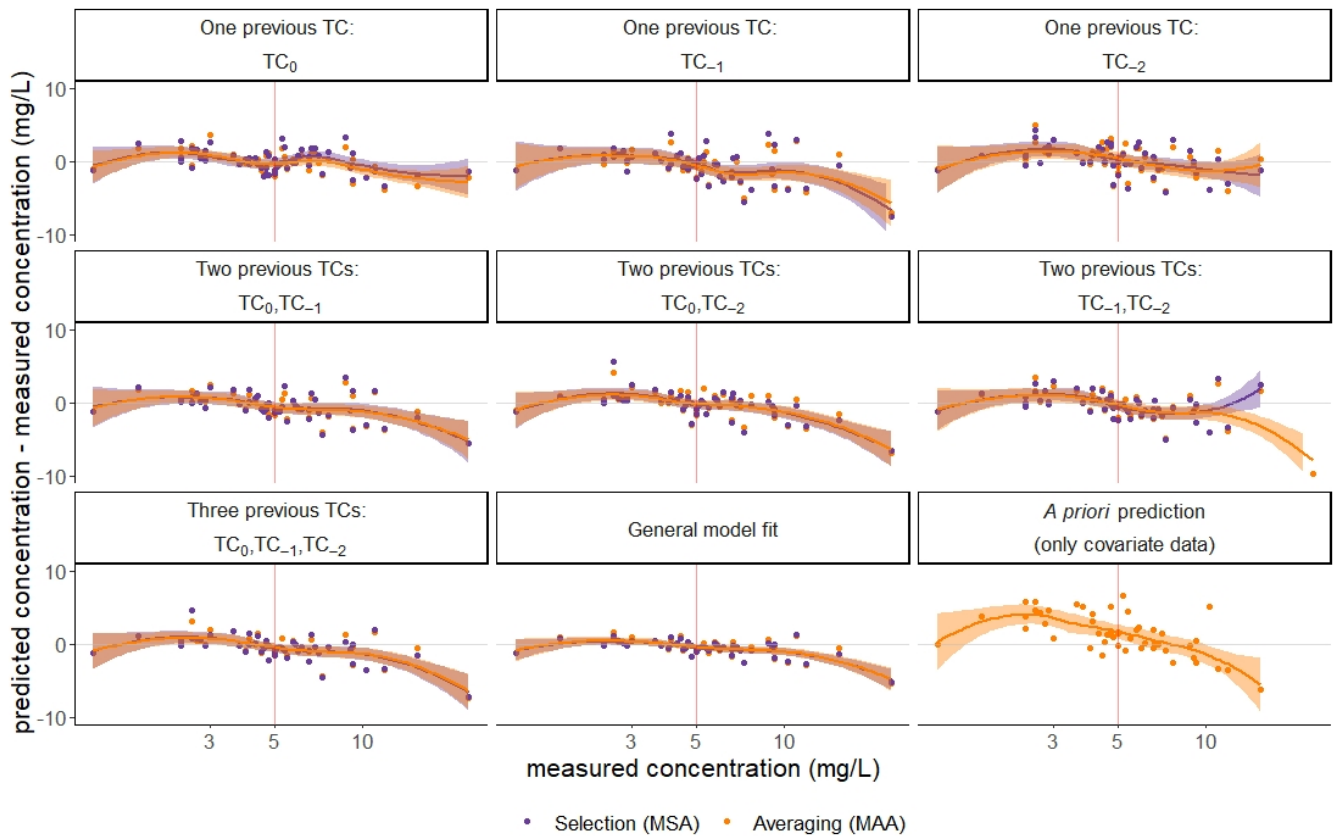 One previous TC:
TC₀
One previous TC:
TC₋₁
One previous TC:
TC₋₂
10
0
-10
Two previous TCs:
TC₀,TC₋₁
Two previous TCs:
TC₀,TC₋₂
Two previous TCs:
TC₋₁,TC₋₂
10
0
-10
Three previous TCs:
TC₀,TC₋₁,TC₋₂
General model fit
A priori prediction
(only covariate data)
10
0
-10
predicted concentration - measured concentration (mg/L)
3 5 10
3 5 10
3 5 10
measured concentration (mg/L)
Selection (MSA)
Averaging (MAA)